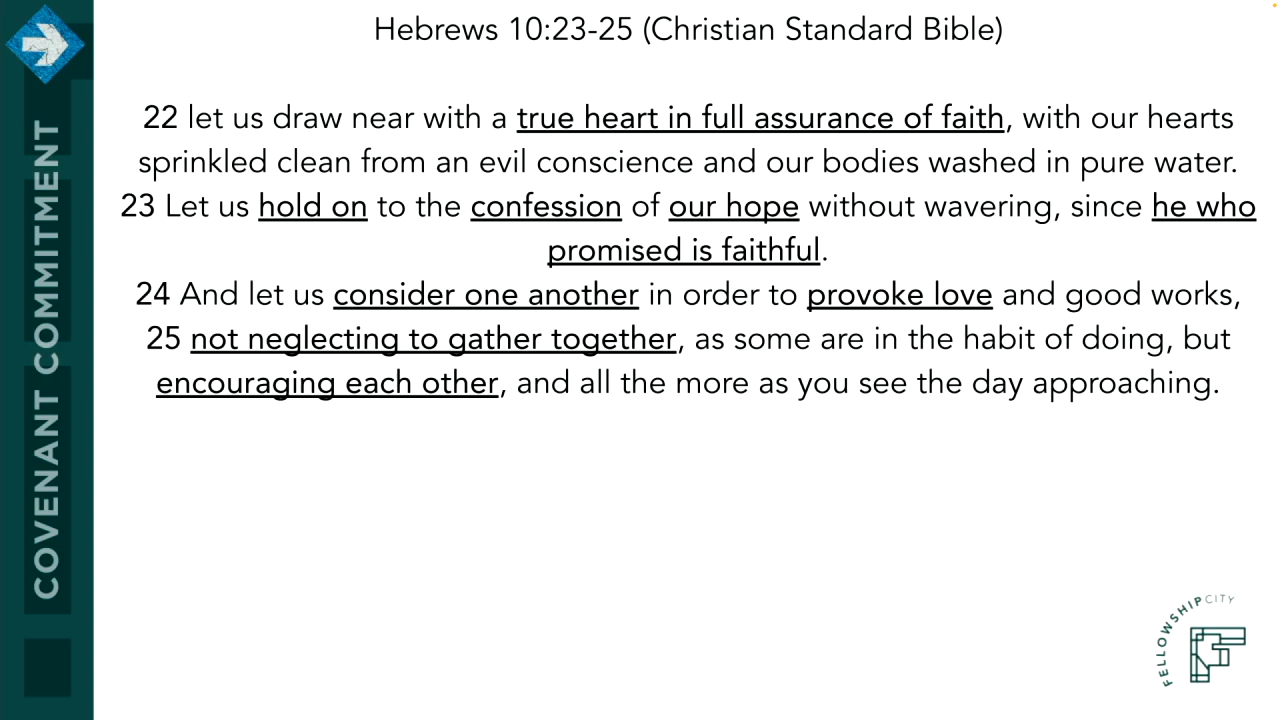 Hebrews 10:23-25 (Christian Standard Bible)
22 let us draw near with a true heart in full assurance of faith, with our hearts
sprinkled clean from an evil conscience and our bodies washed in pure water.
23 Let us hold on to the confession of our hope without wavering, since he who
promised is faithful.
24 And let us consider one another in order to provoke love and good works,
25 not neglecting to gather together, as some are in the habit of doing, but
encouraging each other, and all the more as you see the day approaching.
COVENANT COMMITMENT
FELLOWSHIPCITY